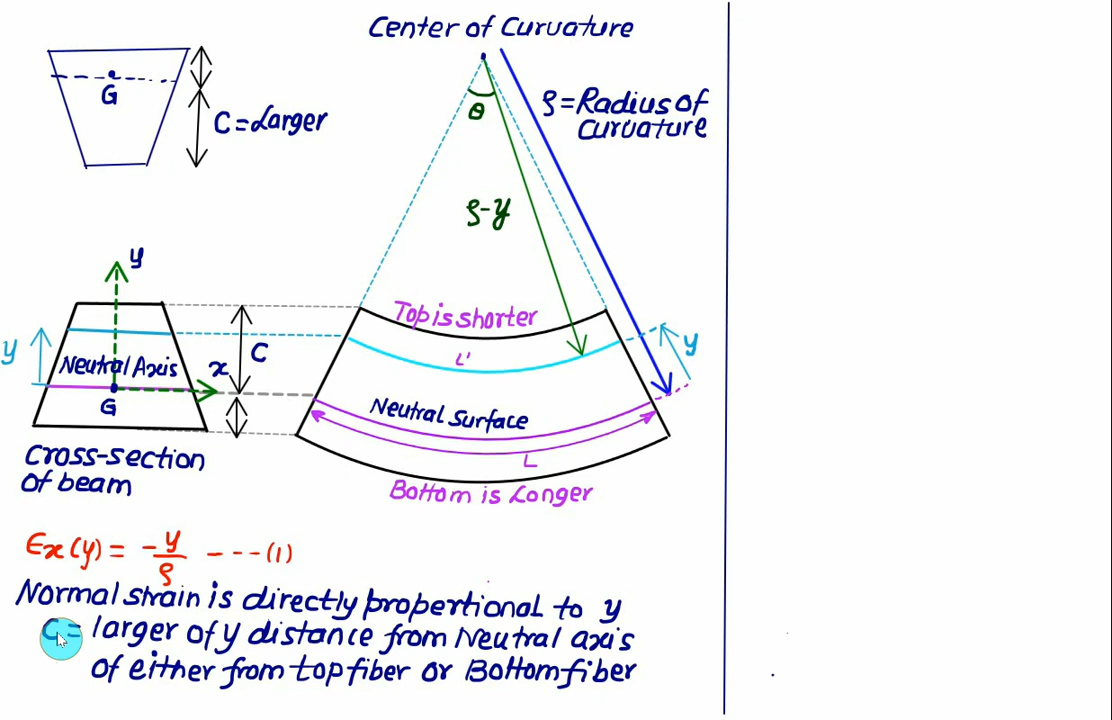 Center of Curvature
G
C = Larger
θ
ρ = Radius of
Curvature
ρ-y
y
Top is shorter
L'
y
y
Neutral Axis
x
C
G
Neutral Surface
L
Cross-section
of beam
Bottom is Longer
Ex(y) = -y/ρ ---(1)
Normal strain is directly propertional to y
C = larger of y distance from Neutral axis
of either from top fiber or Bottom fiber